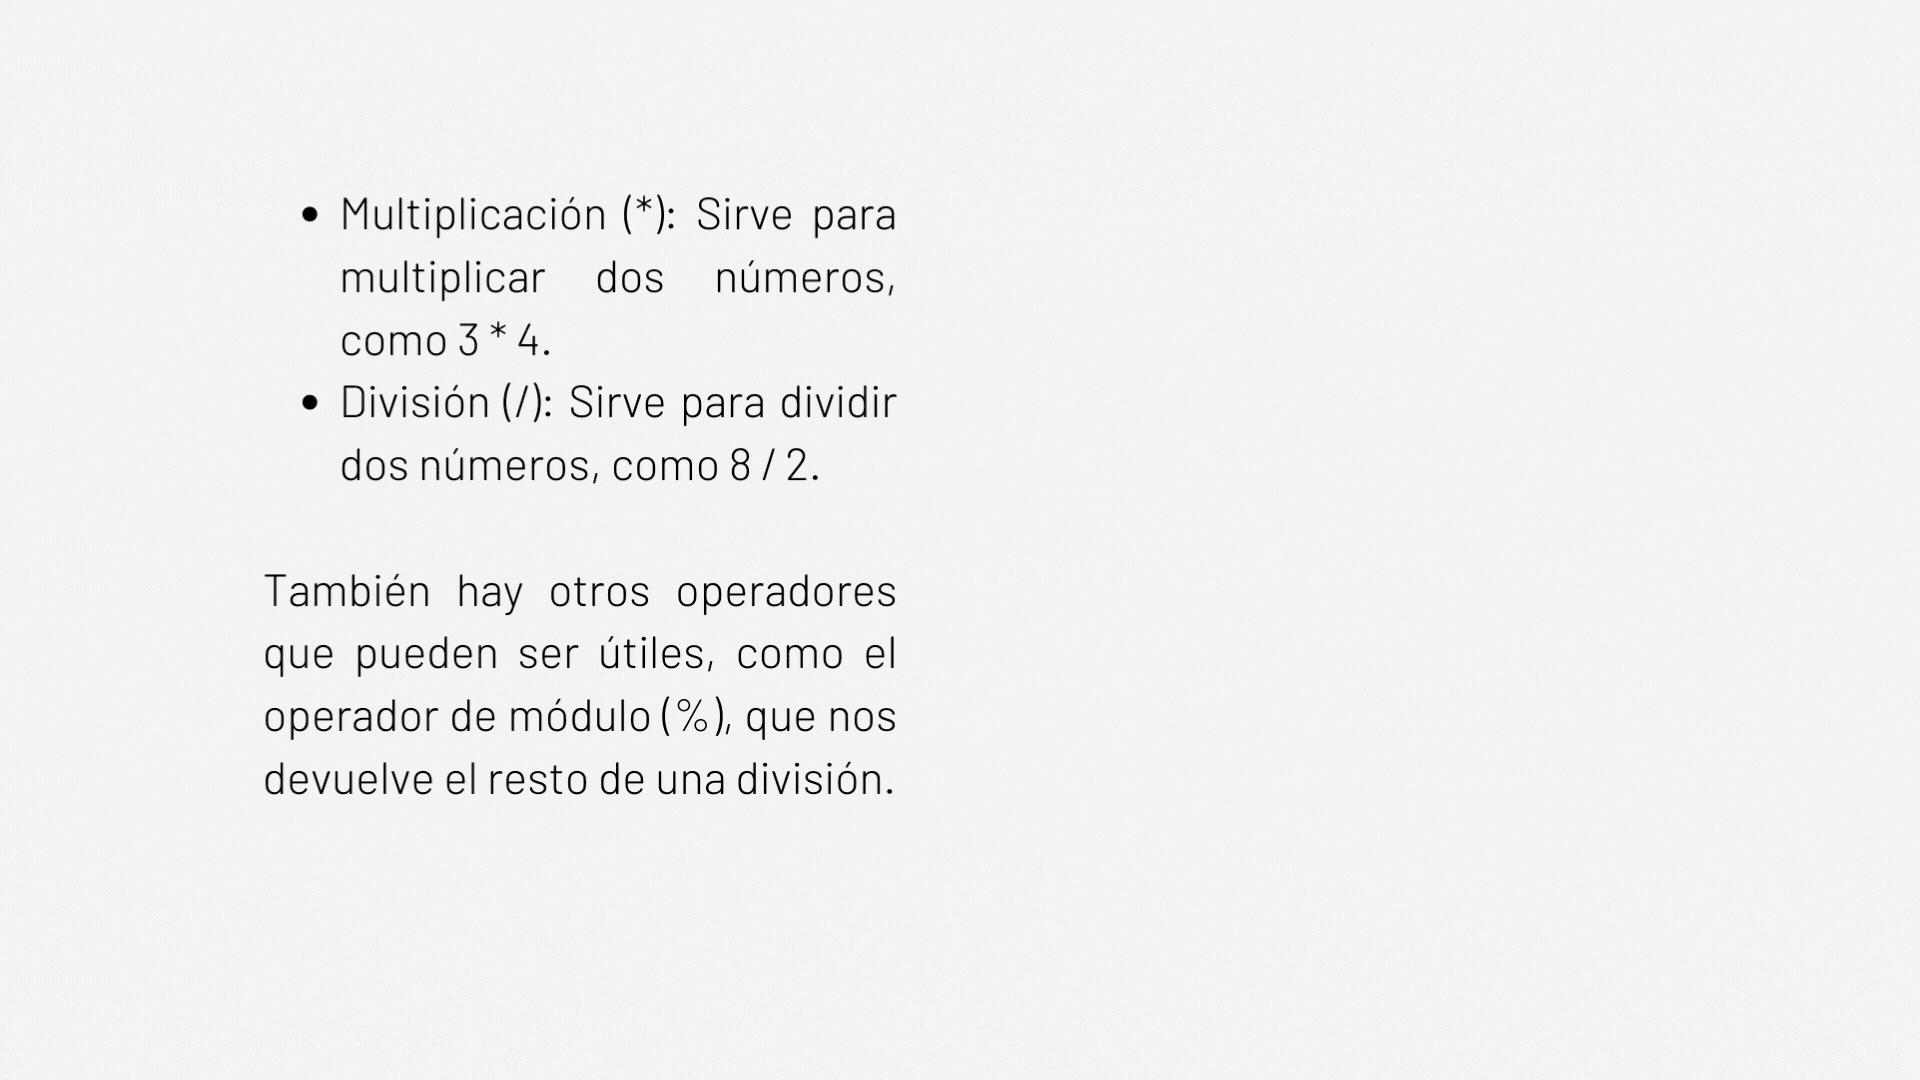 • Multiplicación (*): Sirve para
multiplicar dos números,
como 3 * 4.
• División (/): Sirve para dividir
dos números, como 8 / 2.
También hay otros operadores
que pueden ser útiles, como el
operador de módulo (%), que nos
devuelve el resto de una división.